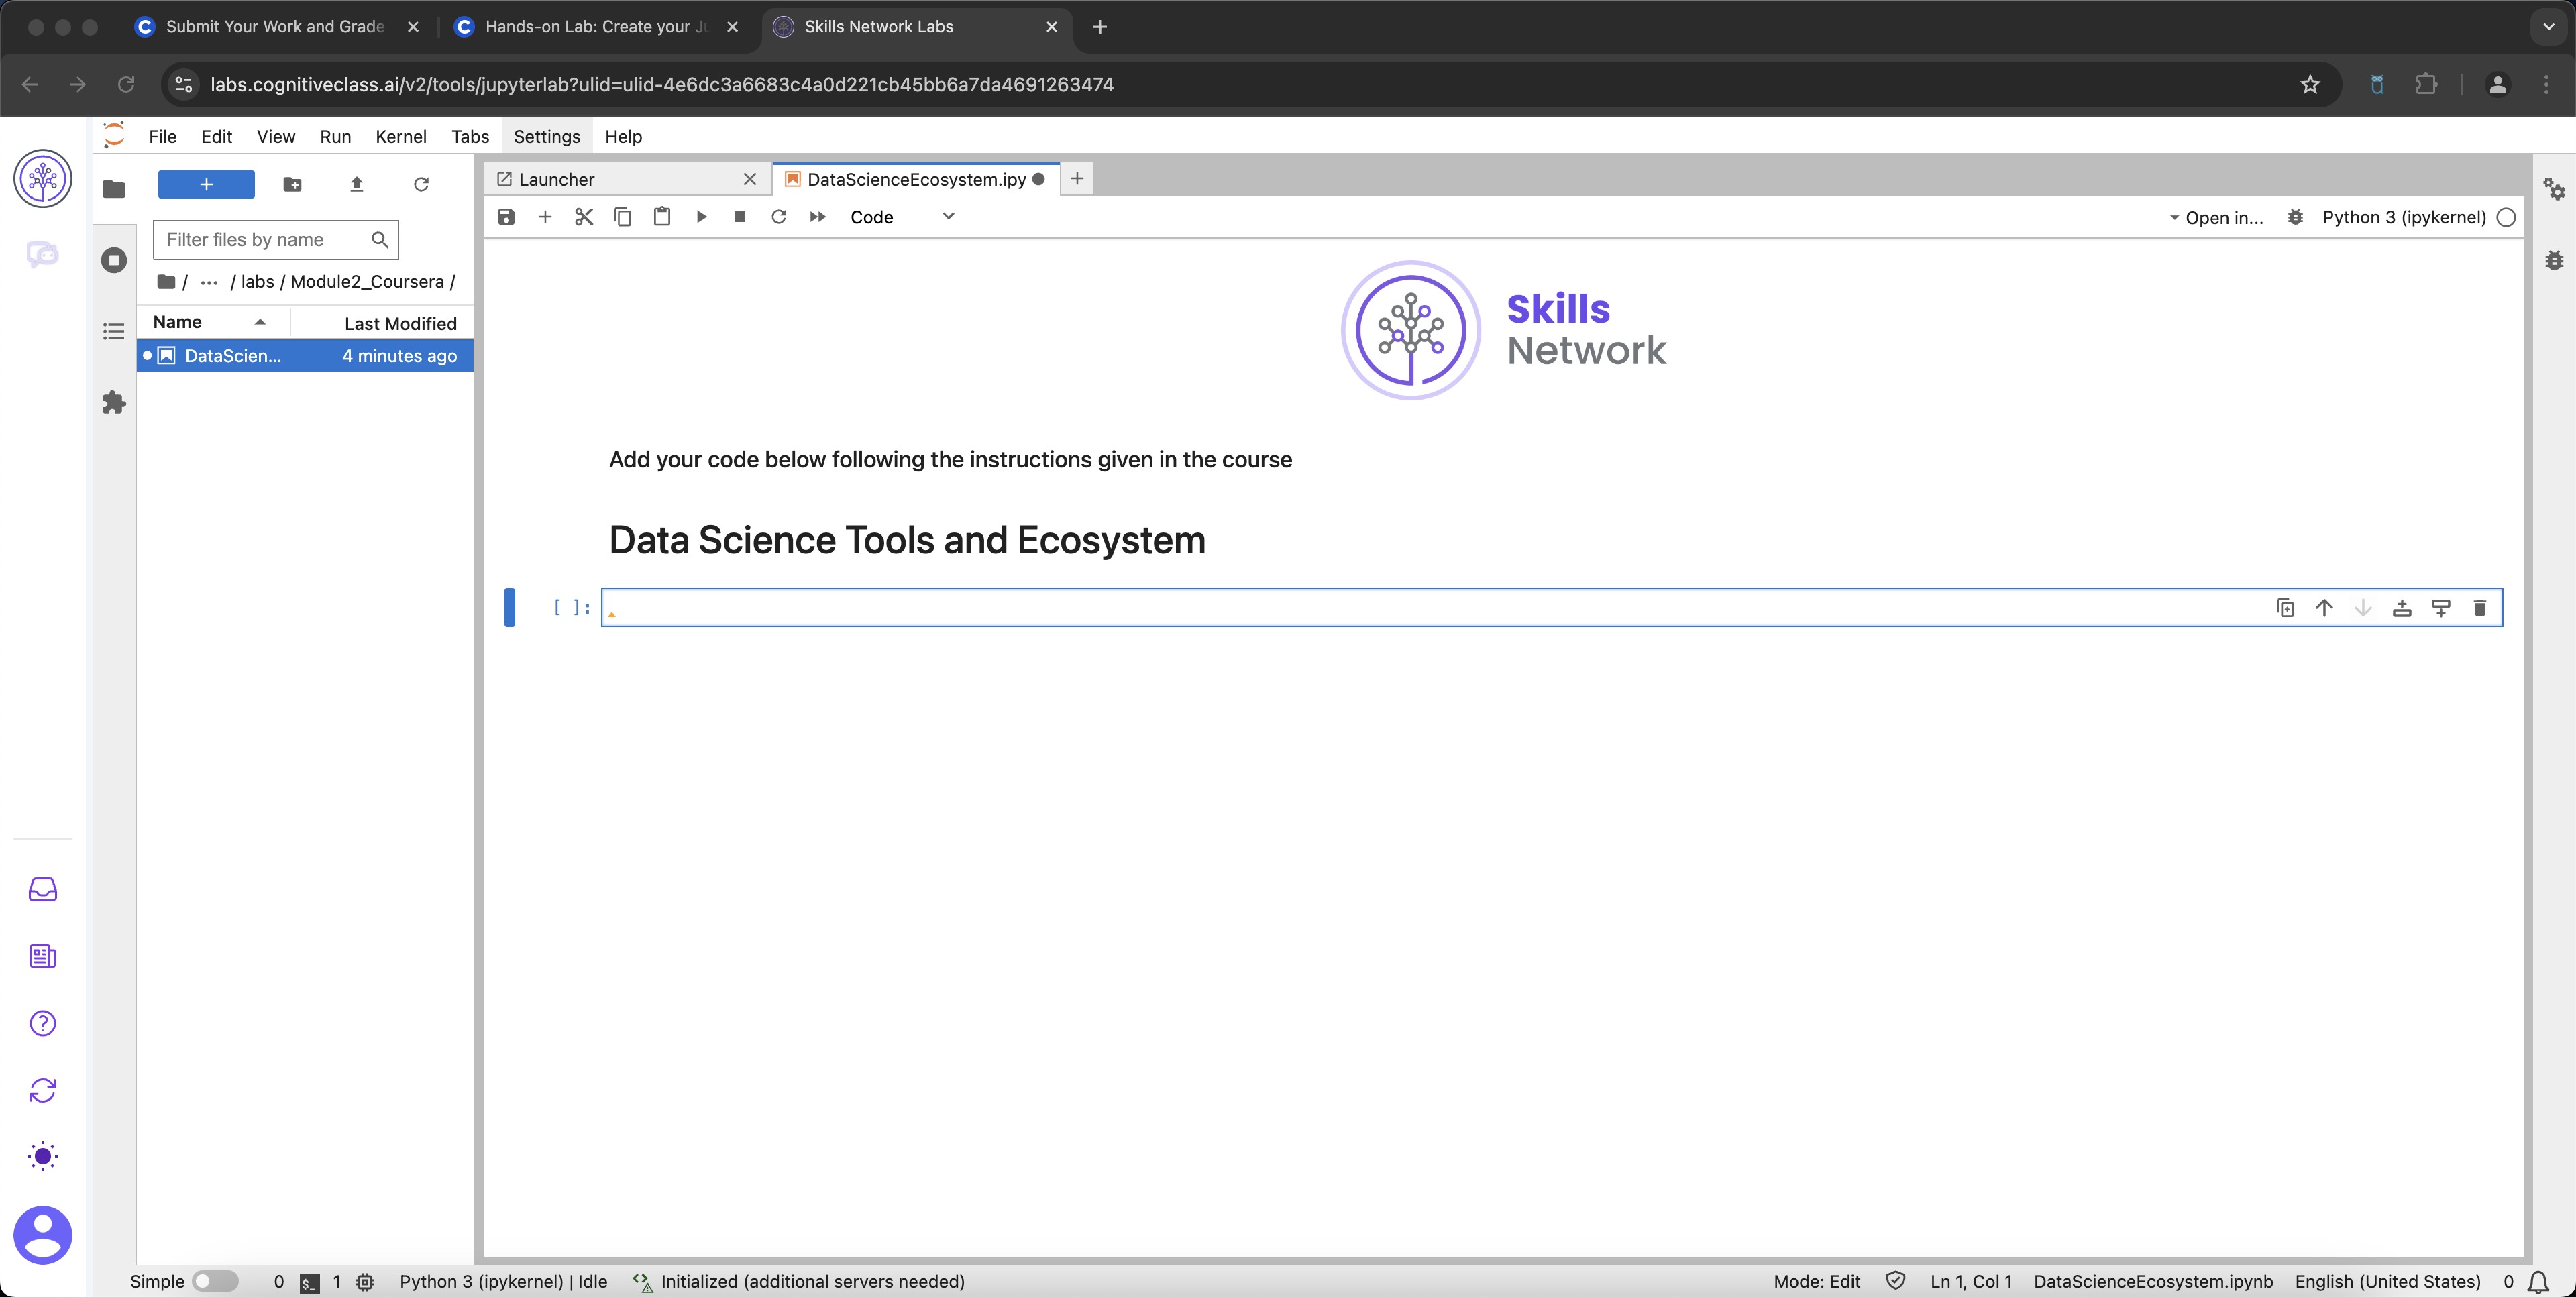 Submit Your Work and Grade
Hands-on Lab: Create your Ju
Skills Network Labs
labs.cognitiveclass.ai/v2/tools/jupyterlab?ulid=ulid-4e6dc3a6683c4a0d221cb45bb6a7da4691263474
File Edit View Run Kernel Tabs Settings Help
Launcher
DataScienceEcosystem.ipy
Filter files by name
/ ... / labs / Module2_Coursera /
Name Last Modified
DataScien... 4 minutes ago
Code
Open in...
Python 3 (ipykernel)
Skills
Network
Add your code below following the instructions given in the course
Data Science Tools and Ecosystem
[ ]:
Simple 0 $_ 1 Python 3 (ipykernel) | Idle Initialized (additional servers needed) Mode: Edit Ln 1, Col 1 DataScienceEcosystem.ipynb English (United States) 0